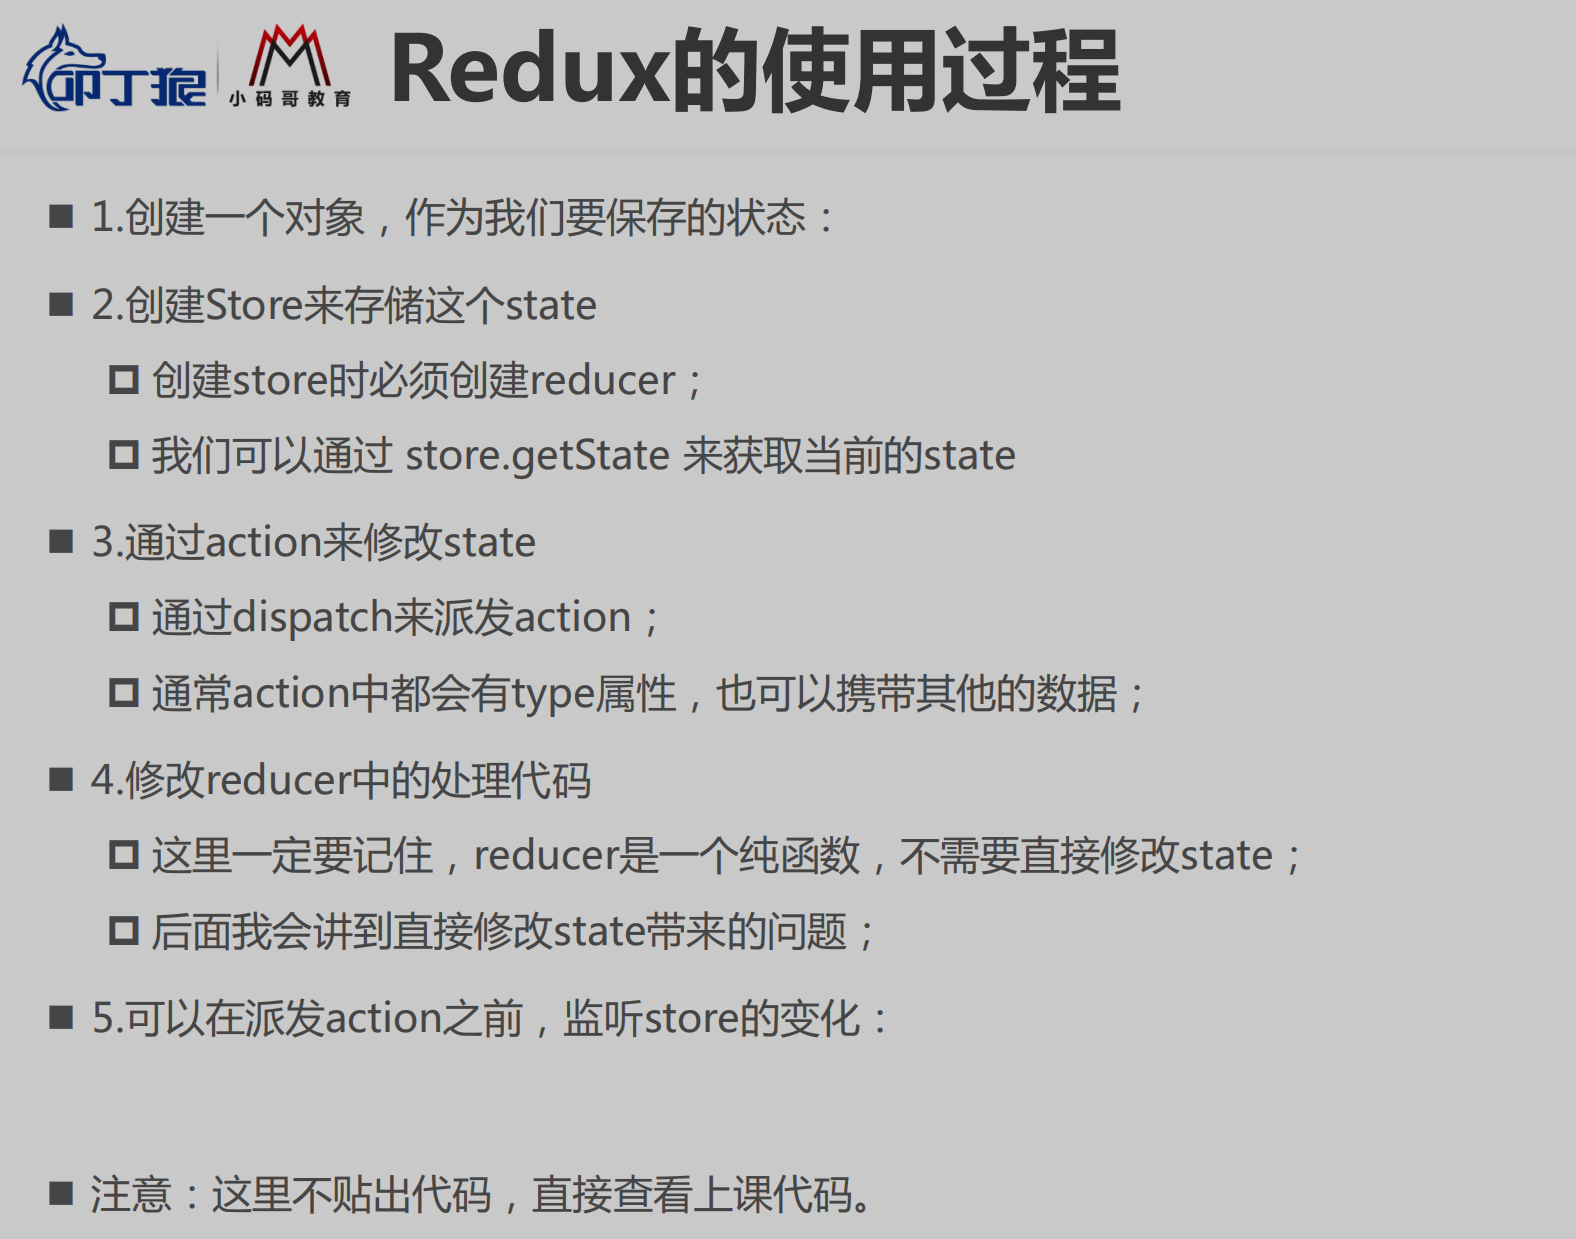 叩丁狼
小码哥教育
Redux的使用过程
1.创建一个对象，作为我们要保存的状态：
2.创建Store来存储这个state
创建store时必须创建reducer；
我们可以通过 store.getState 来获取当前的state
3.通过action来修改state
通过dispatch来派发action；
通常action中都会有type属性，也可以携带其他的数据；
4.修改reducer中的处理代码
这里一定要记住，reducer是一个纯函数，不需要直接修改state；
后面我会讲到直接修改state带来的问题；
5.可以在派发action之前，监听store的变化：
注意：这里不贴出代码，直接查看上课代码。